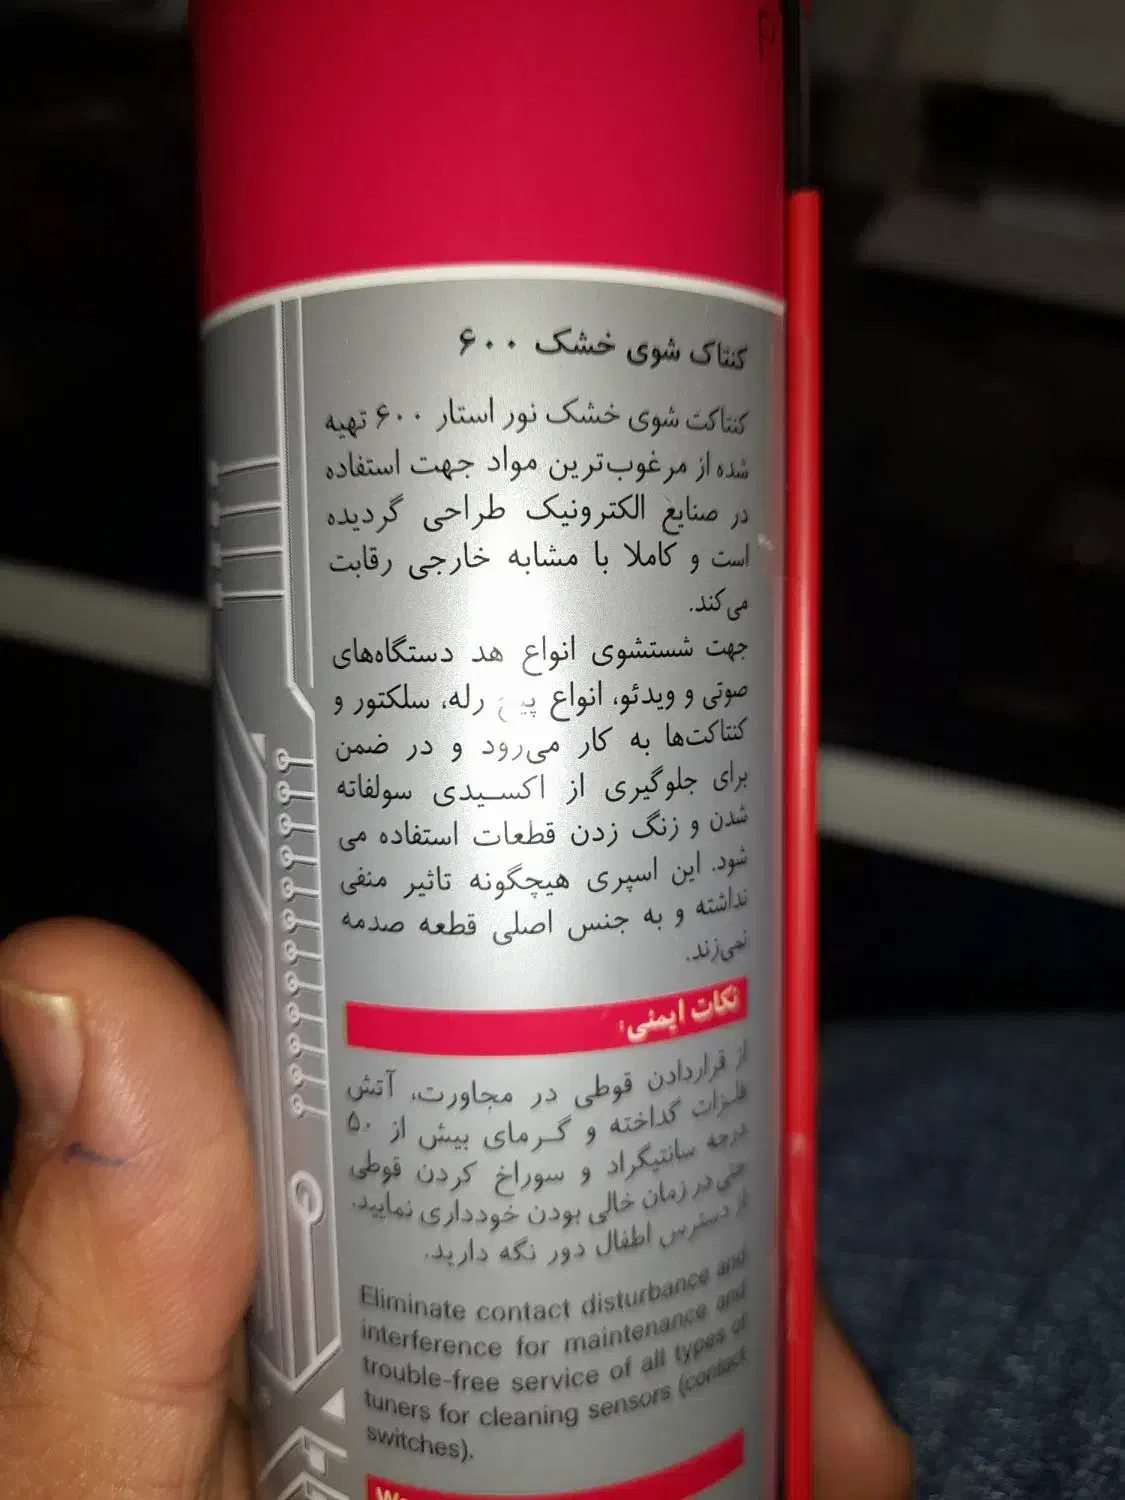 کنتاک شوی خشک ۶۰۰
کنتاکت شوی خشک نور استار ۶۰۰ تهیه
شده از مرغوب‌ترین مواد جهت استفاده
در صنایع الکترونیک طراحی گردیده
است و کاملا با مشابه خارجی رقابت
می‌کند.
جهت شستشوی انواع هد دستگاه‌های
صوتی و ویدئو، انواع رله، سلکتور و
کنتاکت‌ها به کار می‌رود و در ضمن
برای جلوگیری از اکسیدی سولفاته
شدن و زنگ زدن قطعات استفاده می
شود. این اسپری هیچگونه تاثیر منفی
نداشته و به جنس اصلی قطعه صدمه
نمی‌زند.
نکات ایمنی:
از قراردادن قوطی در مجاورت، آتش
فلزات گداخته و گرمای بیش از ۵۰
درجه سانتیگراد و سوراخ کردن قوطی
حتی در زمان خالی بودن خودداری نمایید.
از دسترس اطفال دور نگه دارید.
Eliminate contact disturbance and
interference for maintenance and
trouble-free service of all types of
tuners for cleaning sensors (contact
switches).